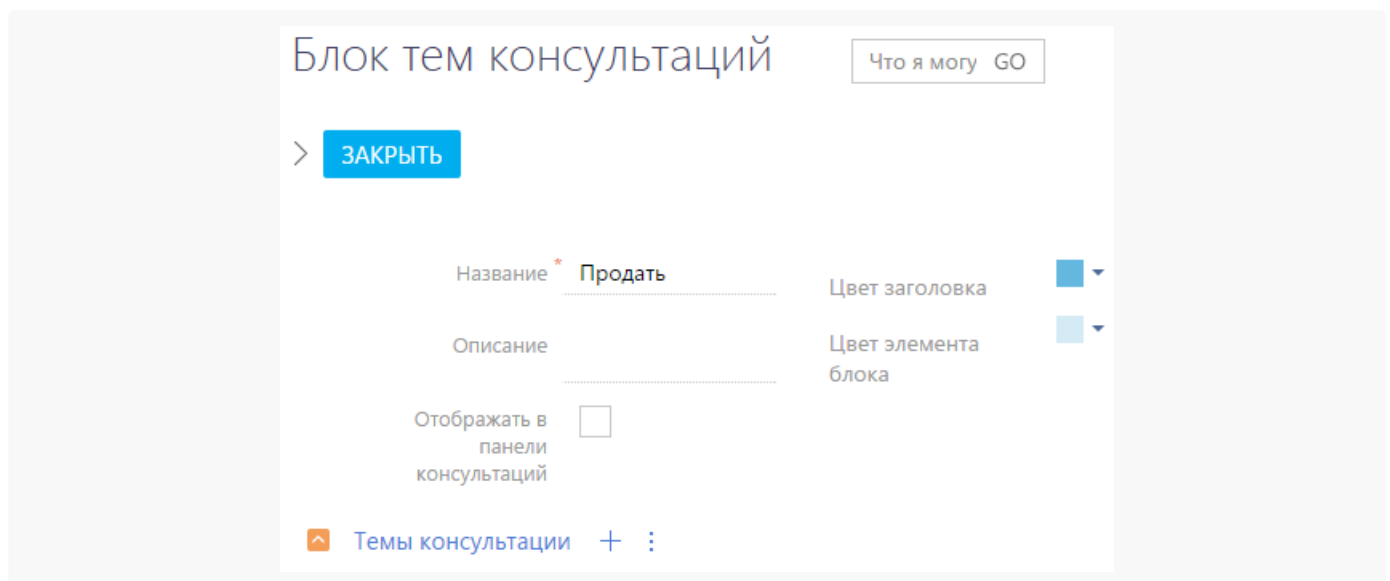 Блок тем консультаций
Что я могу GO
ЗАКРЫТЬ
Название * Продать
Цвет заголовка
Описание
Цвет элемента
блока
Отображать в
панели
консультаций
Темы консультации